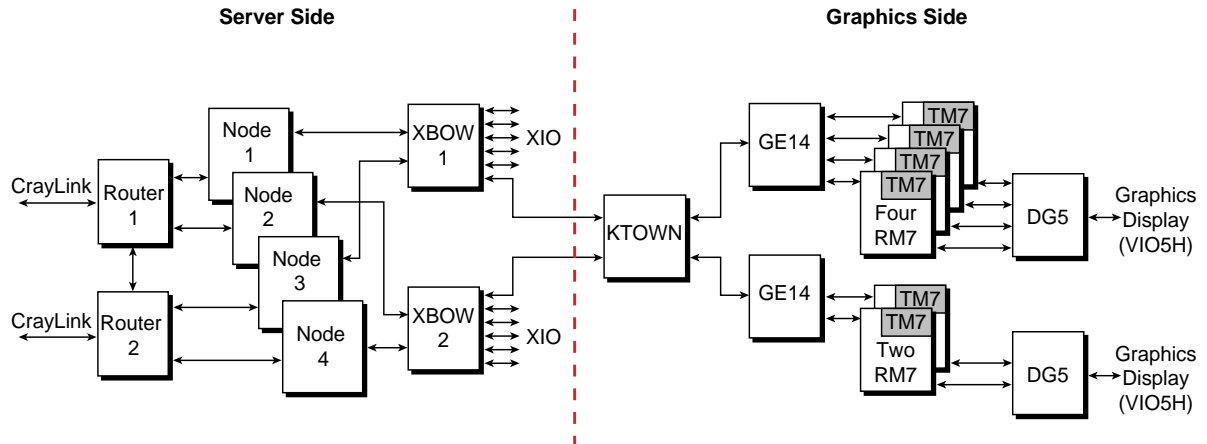 Server Side
Graphics Side
Node
1
XBOW
1
XIO
GE14
TM7
TM7
TM7
TM7
Four
RM7
DG5
Graphics
Display
(VIO5H)
CrayLink
Router
1
Node
2
KTOWN
Node
3
GE14
CrayLink
Router
2
Node
4
XBOW
2
XIO
TM7
TM7
Two
RM7
DG5
Graphics
Display
(VIO5H)